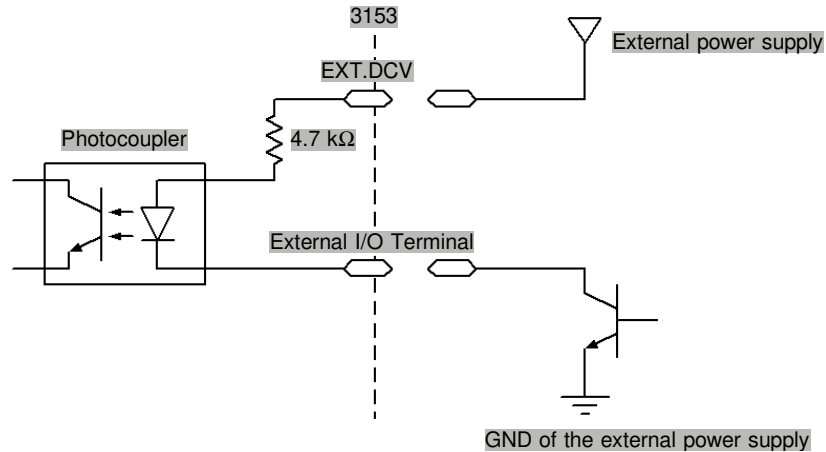 3153
External power supply
EXT.DCV
Photocoupler
4.7 kΩ
External I/O Terminal
GND of the external power supply